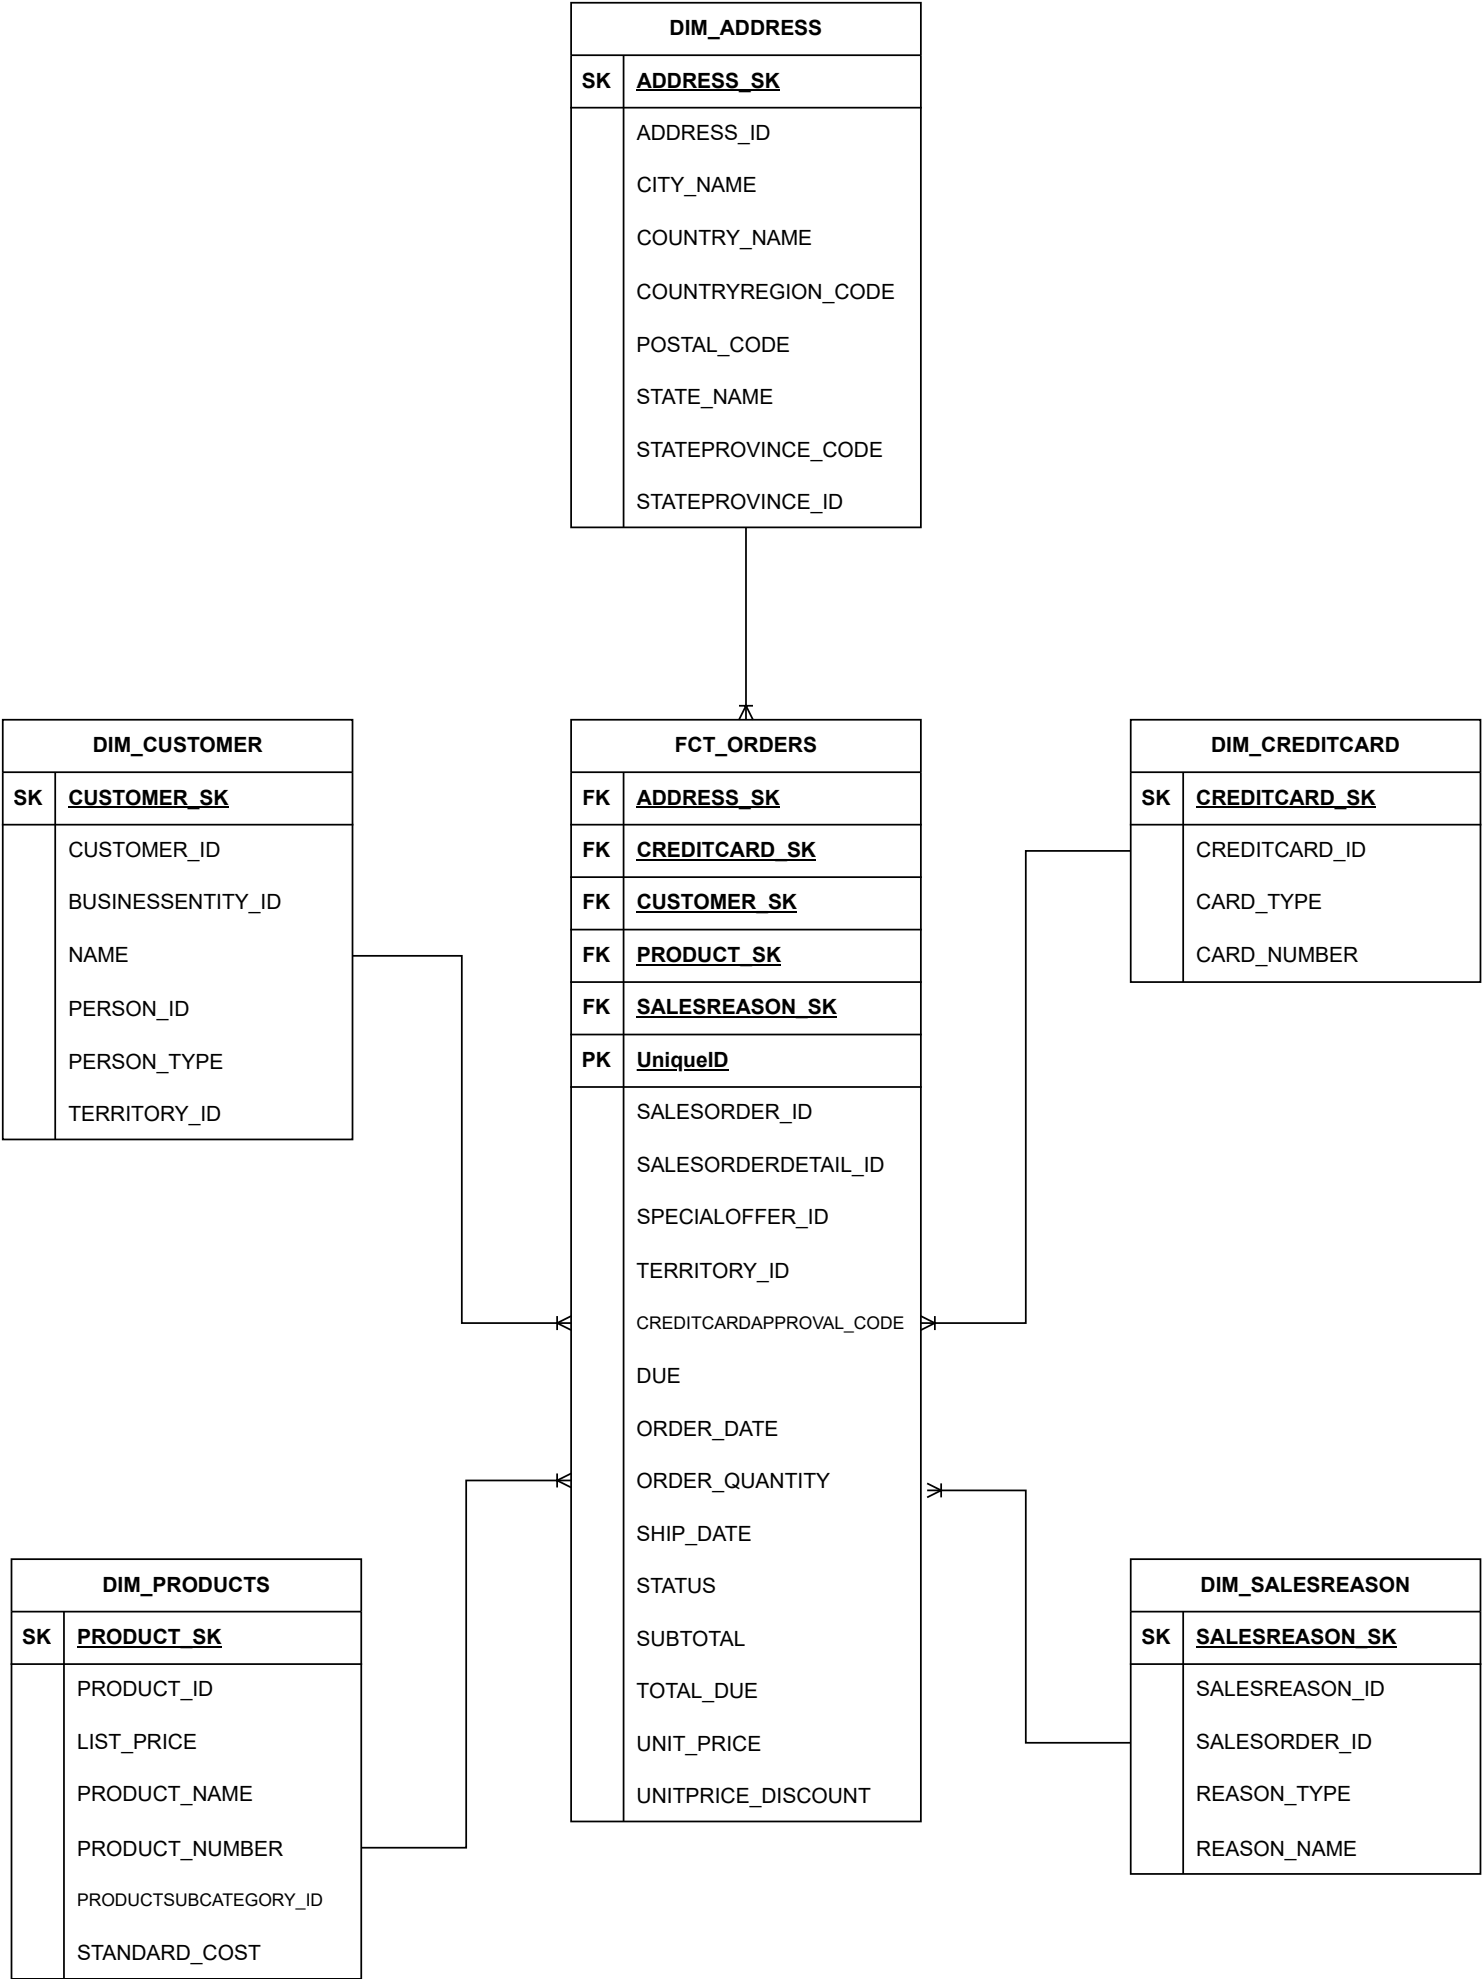 DIM_ADDRESS
SK ADDRESS_SK
ADDRESS_ID
CITY_NAME
COUNTRY_NAME
COUNTRYREGION_CODE
POSTAL_CODE
STATE_NAME
STATEPROVINCE_CODE
STATEPROVINCE_ID
DIM_CUSTOMER
SK CUSTOMER_SK
CUSTOMER_ID
BUSINESSENTITY_ID
NAME
PERSON_ID
PERSON_TYPE
TERRITORY_ID
FCT_ORDERS
FK ADDRESS_SK
FK CREDITCARD_SK
FK CUSTOMER_SK
FK PRODUCT_SK
FK SALESREASON_SK
PK UniqueID
SALESORDER_ID
SALESORDERDETAIL_ID
SPECIALOFFER_ID
TERRITORY_ID
CREDITCARDAPPROVAL_CODE
DUE
ORDER_DATE
ORDER_QUANTITY
SHIP_DATE
STATUS
SUBTOTAL
TOTAL_DUE
UNIT_PRICE
UNITPRICE_DISCOUNT
DIM_CREDITCARD
SK CREDITCARD_SK
CREDITCARD_ID
CARD_TYPE
CARD_NUMBER
DIM_PRODUCTS
SK PRODUCT_SK
PRODUCT_ID
LIST_PRICE
PRODUCT_NAME
PRODUCT_NUMBER
PRODUCTSUBCATEGORY_ID
STANDARD_COST
DIM_SALESREASON
SK SALESREASON_SK
SALESREASON_ID
SALESORDER_ID
REASON_TYPE
REASON_NAME